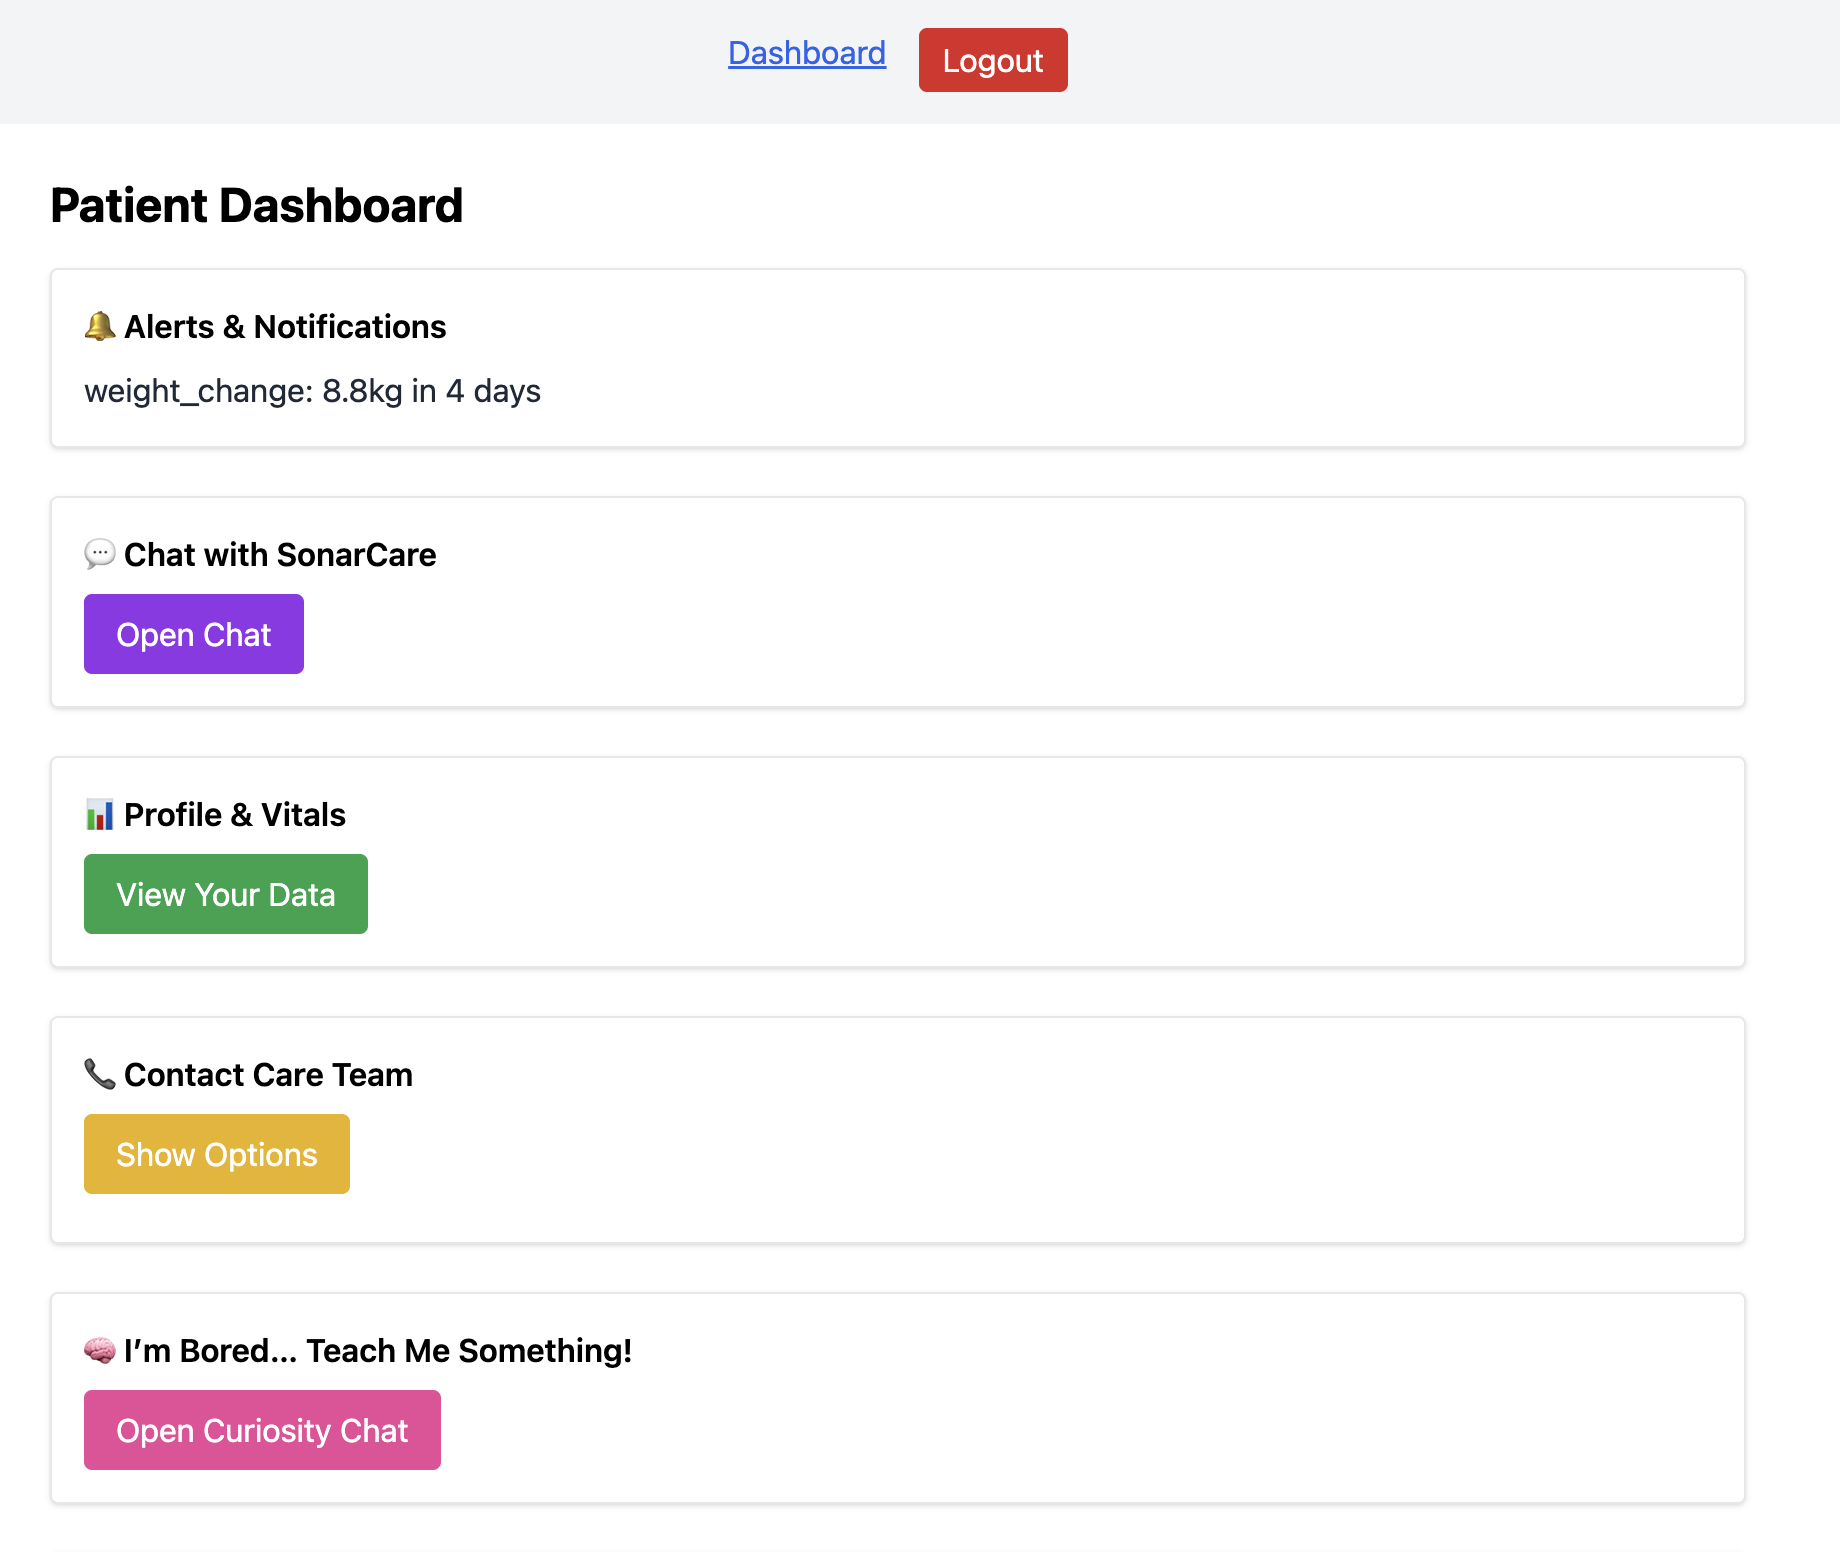 Dashboard Logout
Patient Dashboard
🔔 Alerts & Notifications
weight_change: 8.8kg in 4 days
💬 Chat with SonarCare
Open Chat
📊 Profile & Vitals
View Your Data
📞 Contact Care Team
Show Options
🧠 I’m Bored... Teach Me Something!
Open Curiosity Chat